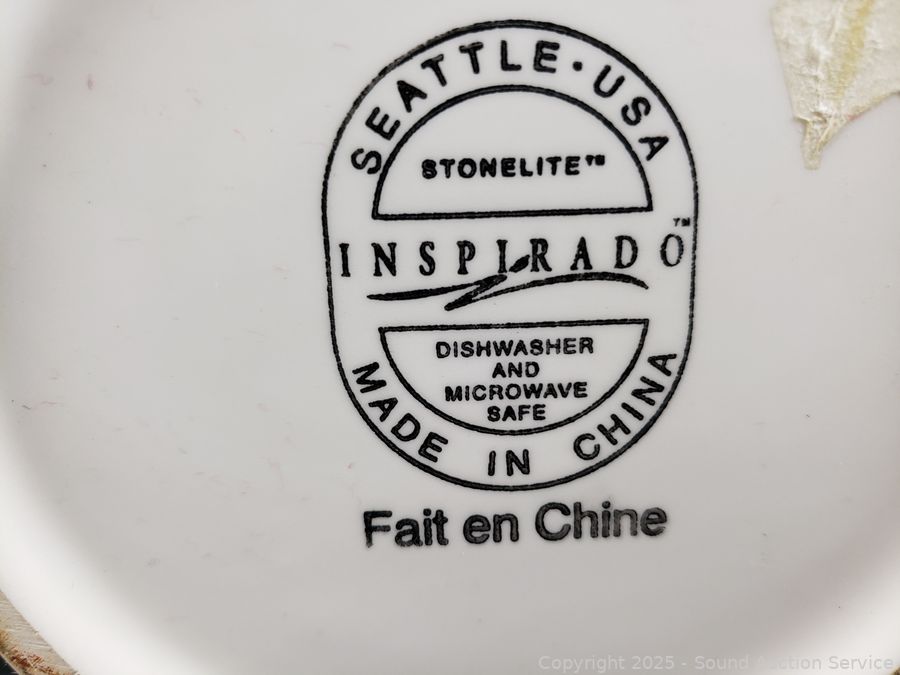 SEATTLE · USA
STONELITE™
INSPIRADO™
DISHWASHER
AND
MICROWAVE
SAFE
MADE IN CHINA
Fait en Chine
Copyright 2025 - Sound Auction Service